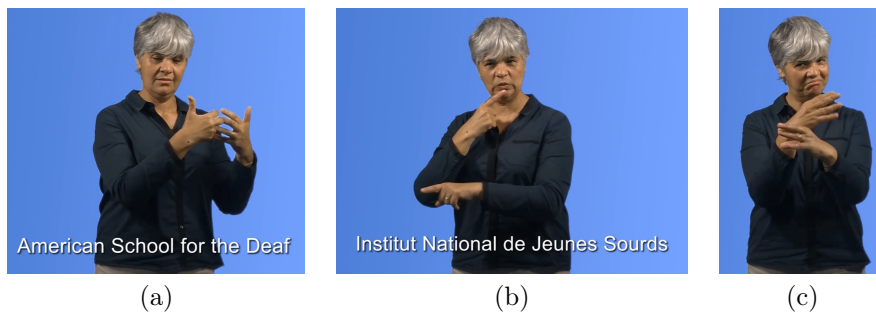 American School for the Deaf
Institut National de Jeunes Sourds
(a)
(b)
(c)